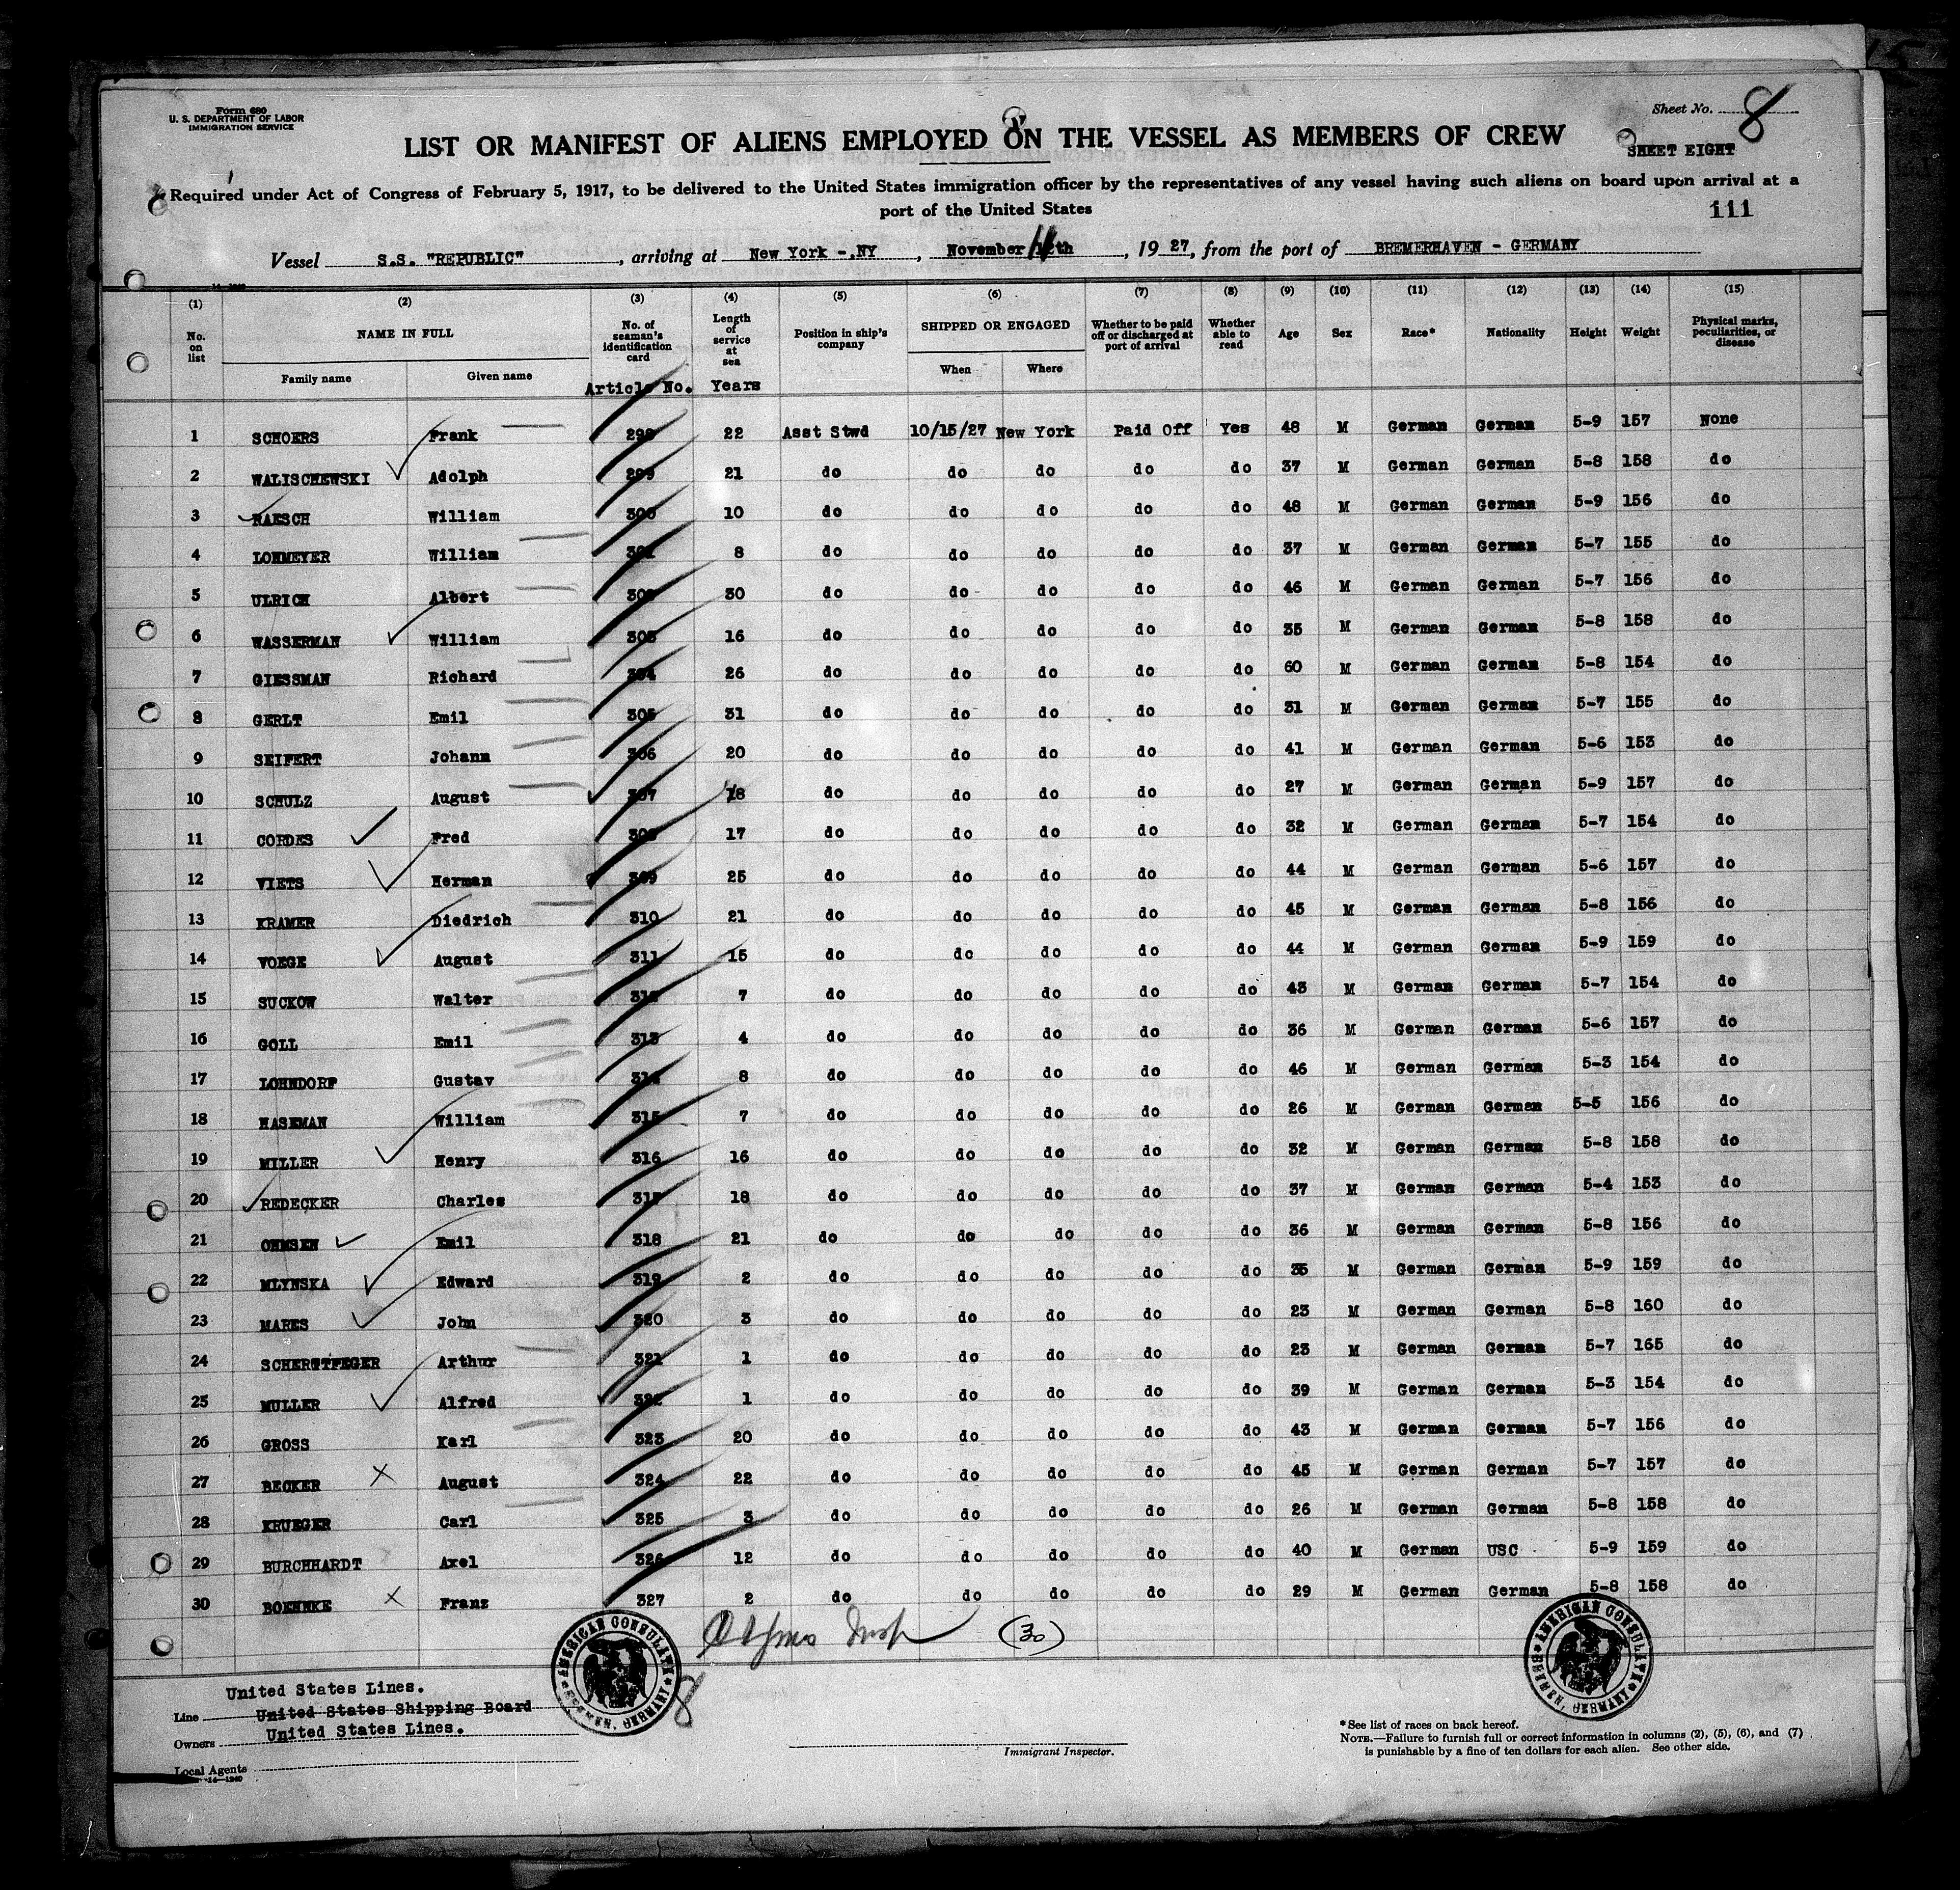 Form 680
U. S. DEPARTMENT OF LABOR
IMMIGRATION SERVICE
Sheet No. 8
LIST OR MANIFEST OF ALIENS EMPLOYED ON THE VESSEL AS MEMBERS OF CREW
SHEET EIGHT
Required under Act of Congress of February 5, 1917, to be delivered to the United States immigration officer by the representatives of any vessel having such aliens on board upon arrival at a
port of the United States
111
Vessel S.S. "REPUBLIC", arriving at New York -.NY, November 11th, 1927, from the port of BREMERHAVEN - GERMANY
(1) (2) (3) (4) (5) (6) (7) (8) (9) (10) (11) (12) (13) (14) (15)
No. on list NAME IN FULL Family name Given name No. of seaman's identification card Length of service at sea Position in ship's company SHIPPED OR ENGAGED When Where Whether to be paid off or discharged at port of arrival Whether able to read Age Sex Race* Nationality Height Weight Physical marks, peculiarities, or disease
Article No. Years
1 SCHOERS Frank 298 22 Asst Stwd 10/15/27 New York Paid Off Yes 48 M German German 5-9 157 None
2 WALISCHEWSKI Adolph 299 21 do do do do do 37 M German German 5-8 158 do
3 RAESCH William 300 10 do do do do do 48 M German German 5-9 156 do
4 LOHMEYER William 301 8 do do do do do 37 M German German 5-7 155 do
5 ULRICH Albert 302 30 do do do do do 46 M German German 5-7 156 do
6 WASSERMAN William 303 16 do do do do do 35 M German German 5-8 158 do
7 GIESSMAN Richard 304 26 do do do do do 60 M German German 5-8 154 do
8 GERLT Emil 305 31 do do do do do 31 M German German 5-7 155 do
9 SEIFERT Johann 306 20 do do do do do 41 M German German 5-6 153 do
10 SCHULZ August 307 18 do do do do do 27 M German German 5-9 157 do
11 CORDES Fred 308 17 do do do do do 32 M German German 5-7 154 do
12 VIETS Herman 309 25 do do do do do 44 M German German 5-6 157 do
13 KRAMER Diedrich 310 21 do do do do do 45 M German German 5-8 156 do
14 VOEGE August 311 15 do do do do do 44 M German German 5-9 159 do
15 SUCKOW Walter 312 7 do do do do do 43 M German German 5-7 154 do
16 GOLL Emil 313 4 do do do do do 36 M German German 5-6 157 do
17 LOHNDORF Gustav 314 8 do do do do do 46 M German German 5-3 154 do
18 HASEMAN William 315 7 do do do do do 26 M German German 5-5 156 do
19 MILLER Henry 316 16 do do do do do 32 M German German 5-8 158 do
20 REDECKER Charles 317 18 do do do do do 37 M German German 5-4 153 do
21 OHMSEN Emil 318 21 do do do do do 36 M German German 5-8 156 do
22 MLYNSKA Edward 319 2 do do do do do 35 M German German 5-9 159 do
23 MARES John 320 3 do do do do do 23 M German German 5-8 160 do
24 SCHERTTFEGER Arthur 321 1 do do do do do 23 M German German 5-7 165 do
25 MULLER Alfred 322 1 do do do do do 39 M German German 5-3 154 do
26 GROSS Karl 323 20 do do do do do 43 M German German 5-7 156 do
27 BECKER August 324 22 do do do do do 45 M German German 5-7 157 do
28 KRUEGER Carl 325 3 do do do do do 26 M German German 5-8 158 do
29 BURCHHARDT Axel 326 12 do do do do do 40 M German USC 5-9 159 do
30 BOEHNKE Franz 327 2 do do do do do 29 M German German 5-8 158 do
(30)
AMERICAN CONSULATE BREMEN, GERMANY
AMERICAN CONSULATE BREMEN, GERMANY
8
United States Lines.
Line United States Shipping Board
Owners United States Lines.
Local Agents
14—1240
Immigrant Inspector.
*See list of races on back hereof.
NOTE.—Failure to furnish full or correct information in columns (2), (5), (6), and (7)
is punishable by a fine of ten dollars for each alien. See other side.